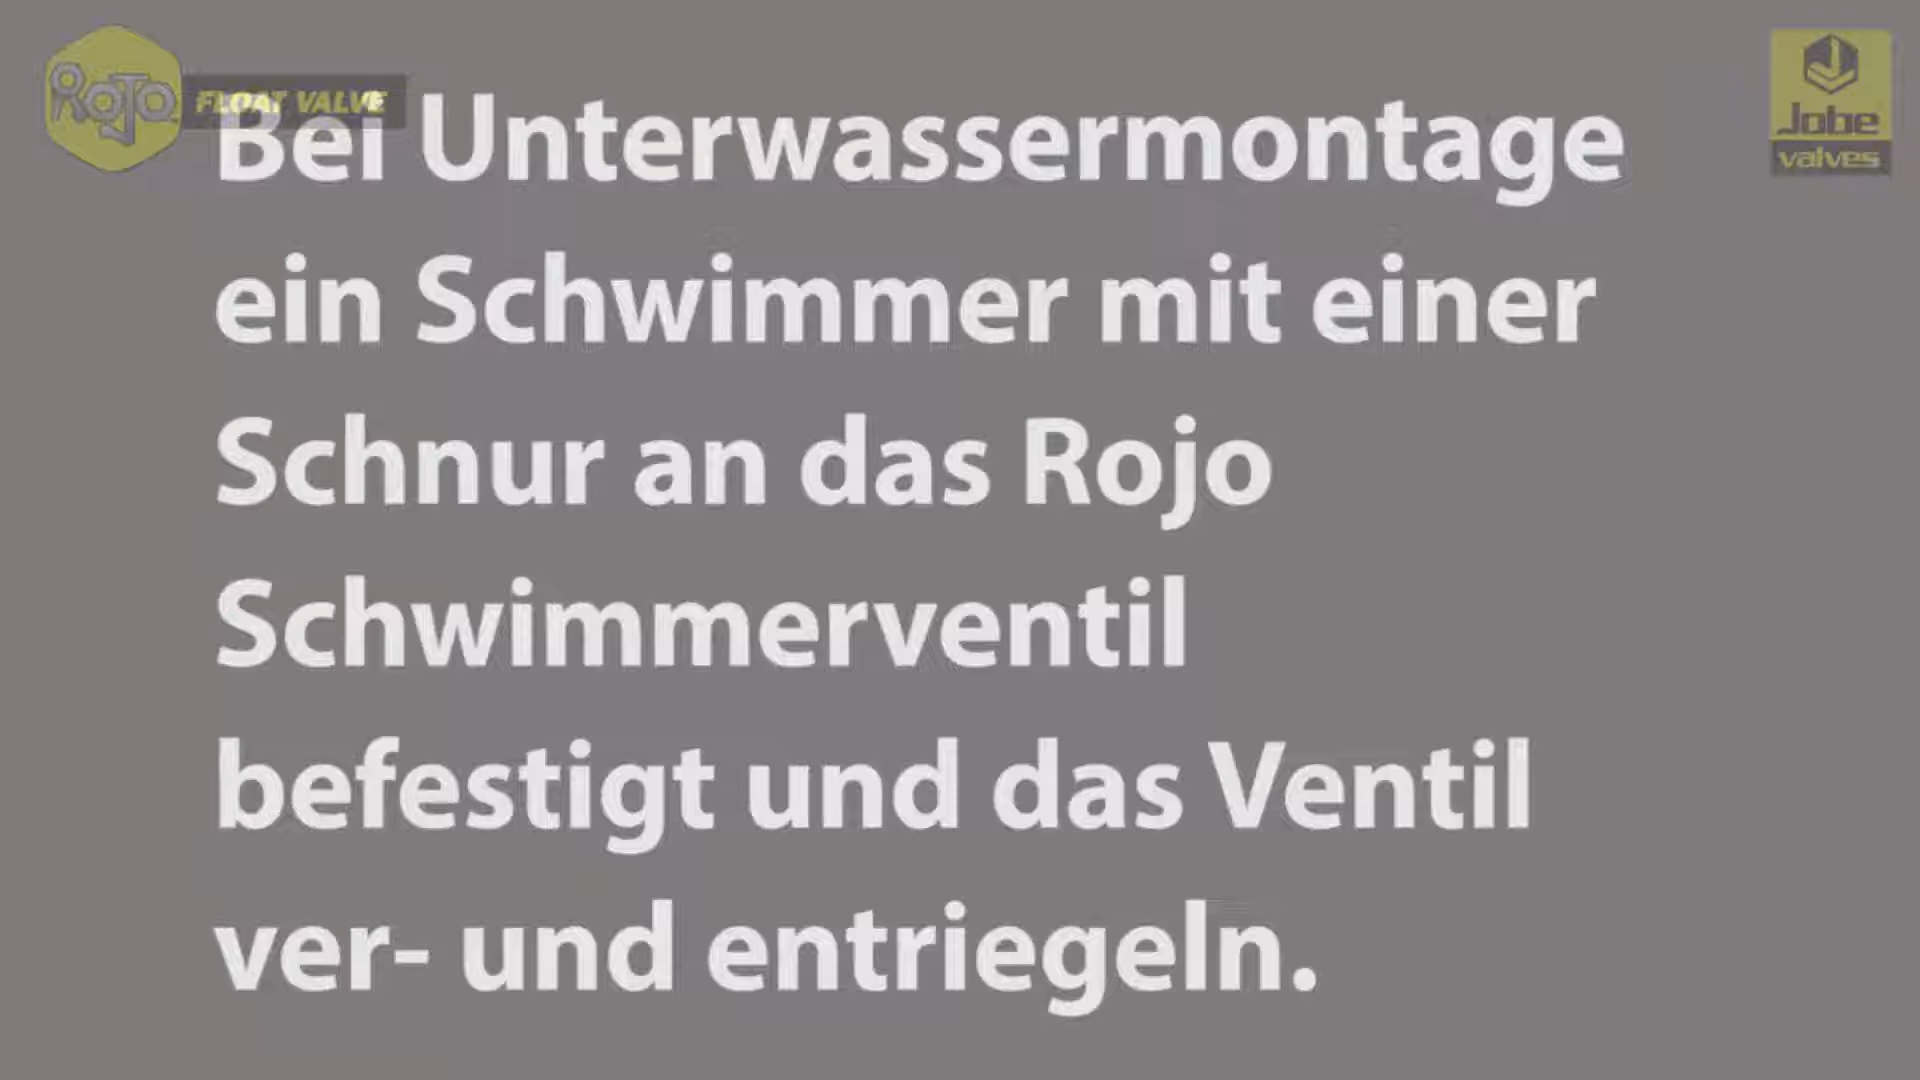 RoJo
FLOAT VALVE
Jobe
valves
Bei Unterwassermontage
ein Schwimmer mit einer
Schnur an das Rojo
Schwimmerventil
befestigt und das Ventil
ver- und entriegeln.